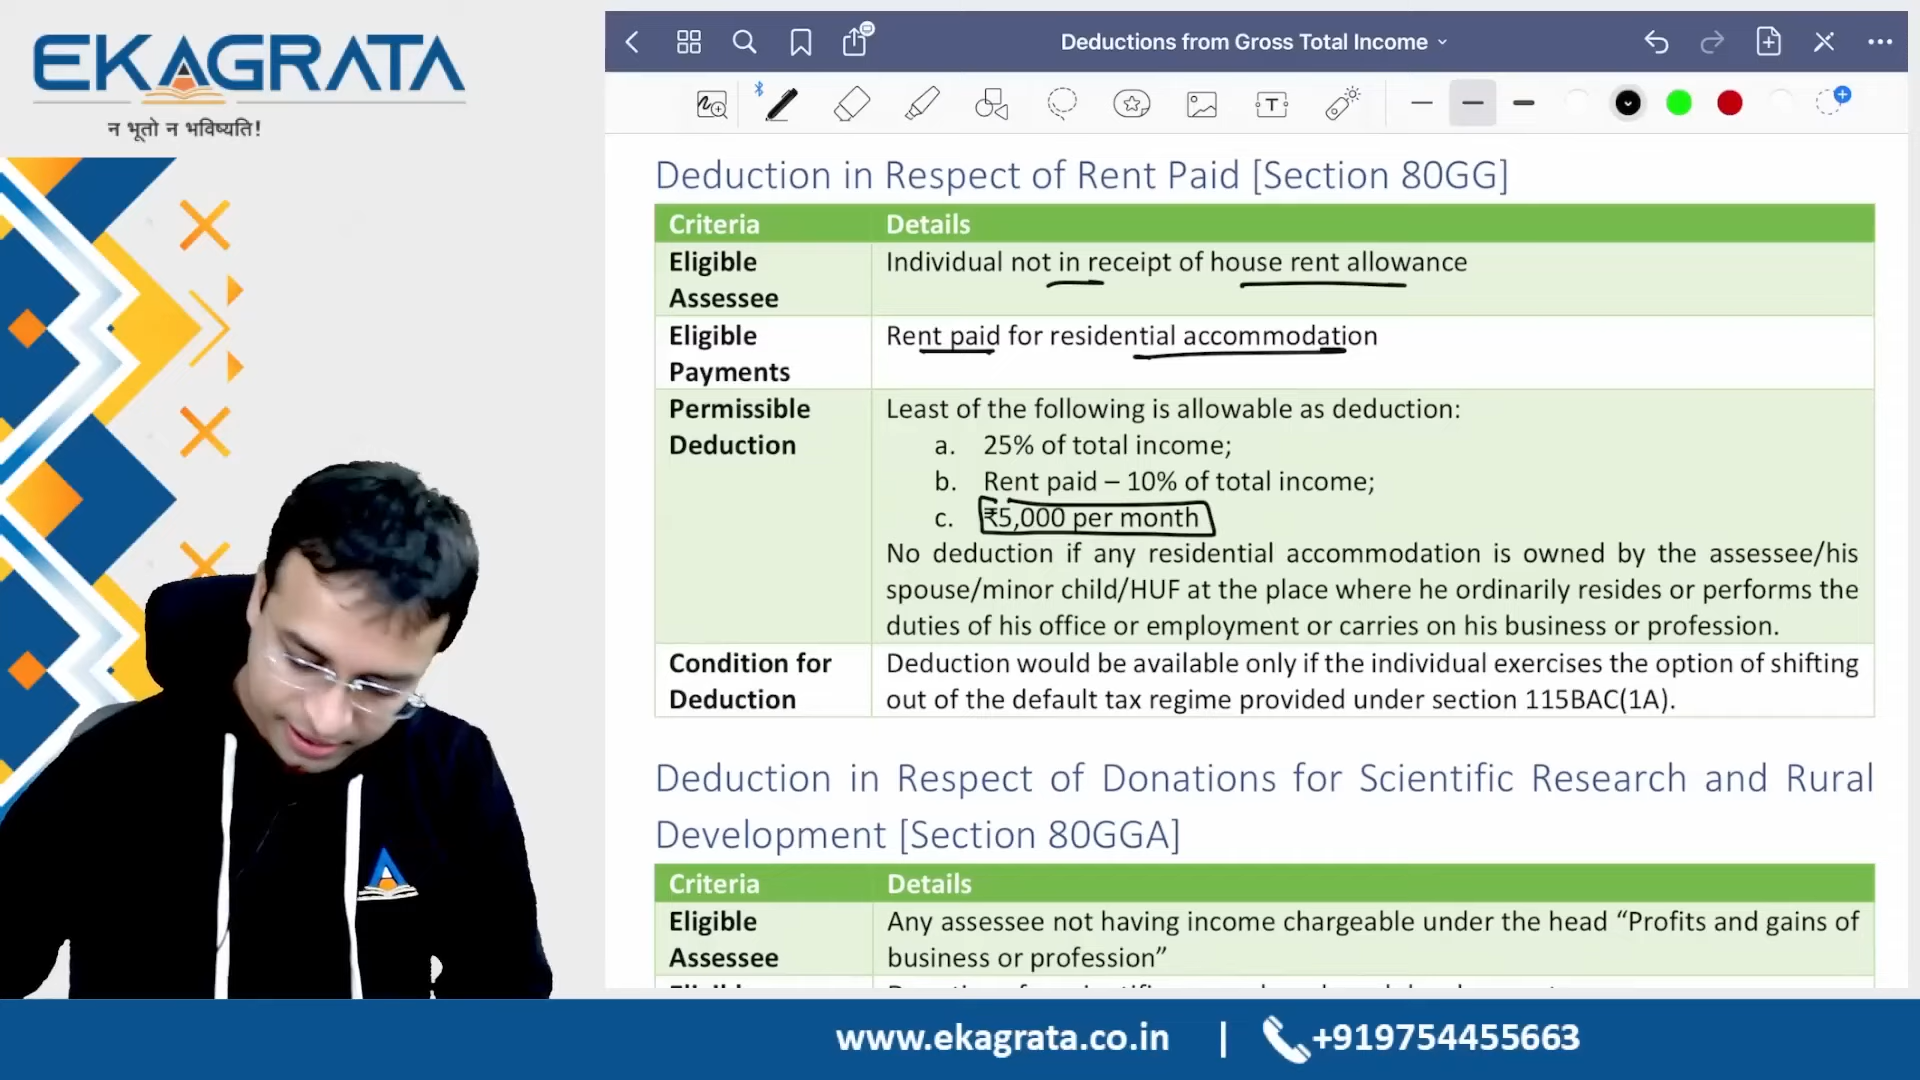 EKAGRATA
न भूतो न भविष्यति!
Deductions from Gross Total Income
Deduction in Respect of Rent Paid [Section 80GG]
Criteria Details
Eligible Assessee Individual not in receipt of house rent allowance
Eligible Payments Rent paid for residential accommodation
Permissible Deduction Least of the following is allowable as deduction:
a. 25% of total income;
b. Rent paid – 10% of total income;
c. ₹5,000 per month
No deduction if any residential accommodation is owned by the assessee/his
spouse/minor child/HUF at the place where he ordinarily resides or performs the
duties of his office or employment or carries on his business or profession.
Condition for Deduction Deduction would be available only if the individual exercises the option of shifting
out of the default tax regime provided under section 115BAC(1A).
Deduction in Respect of Donations for Scientific Research and Rural
Development [Section 80GGA]
Criteria Details
Eligible Assessee Any assessee not having income chargeable under the head “Profits and gains of
business or profession”
www.ekagrata.co.in | +919754455663